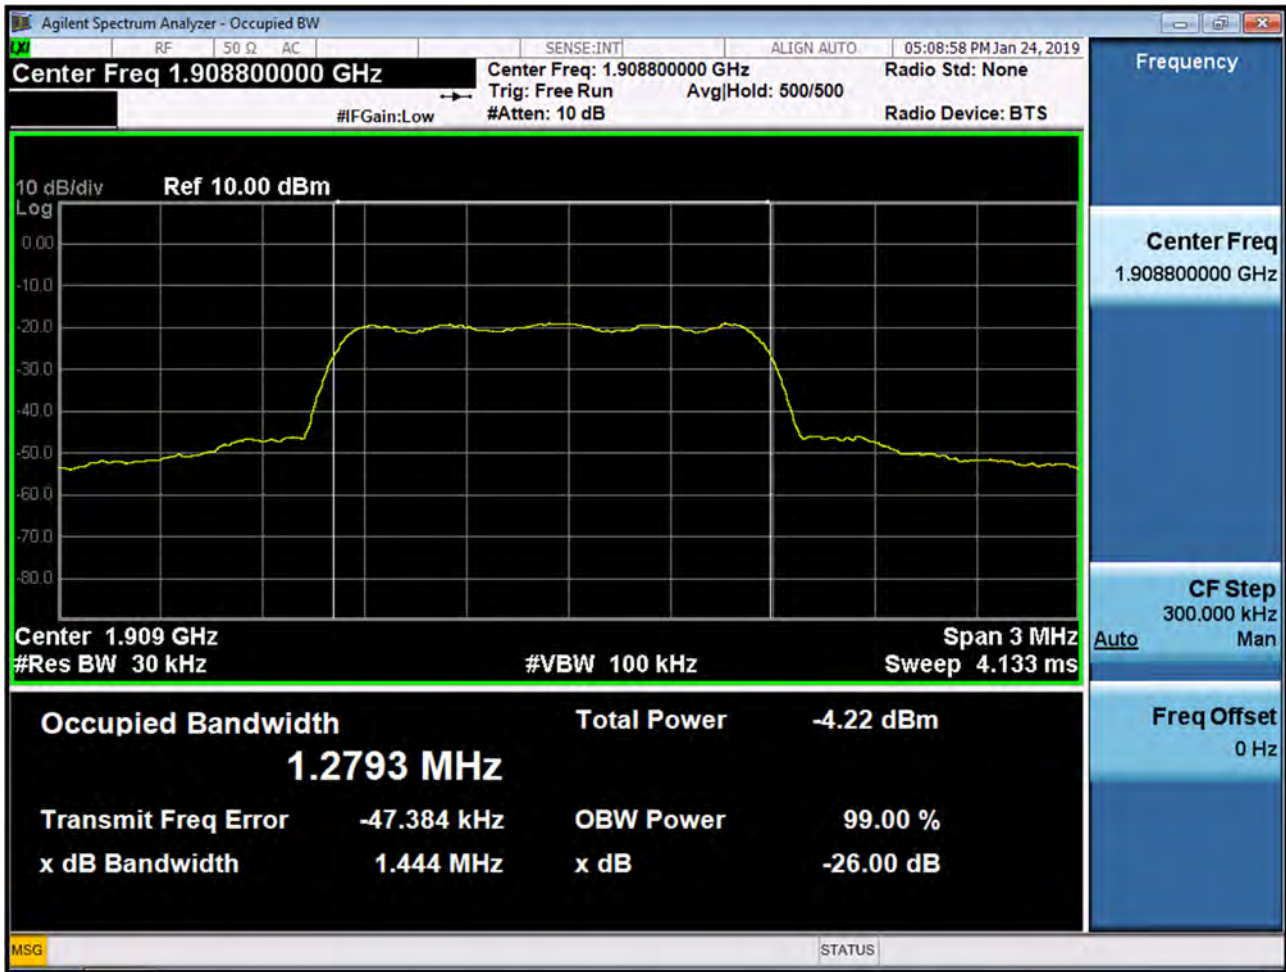 Agilent Spectrum Analyzer - Occupied BW
LXI RF 50 Ω AC SENSE:INT ALIGN AUTO 05:08:58 PM Jan 24, 2019
Center Freq 1.908800000 GHz
Center Freq: 1.908800000 GHz Radio Std: None
Trig: Free Run Avg|Hold: 500/500
#IFGain:Low #Atten: 10 dB Radio Device: BTS
10 dB/div Ref 10.00 dBm
Log
0.00
-10.0
-20.0
-30.0
-40.0
-50.0
-60.0
-70.0
-80.0
Center 1.909 GHz Span 3 MHz
#Res BW 30 kHz #VBW 100 kHz Sweep 4.133 ms
Occupied Bandwidth Total Power -4.22 dBm
1.2793 MHz
Transmit Freq Error -47.384 kHz OBW Power 99.00 %
x dB Bandwidth 1.444 MHz x dB -26.00 dB
MSG STATUS
Frequency
Center Freq
1.908800000 GHz
CF Step
300.000 kHz
Auto Man
Freq Offset
0 Hz